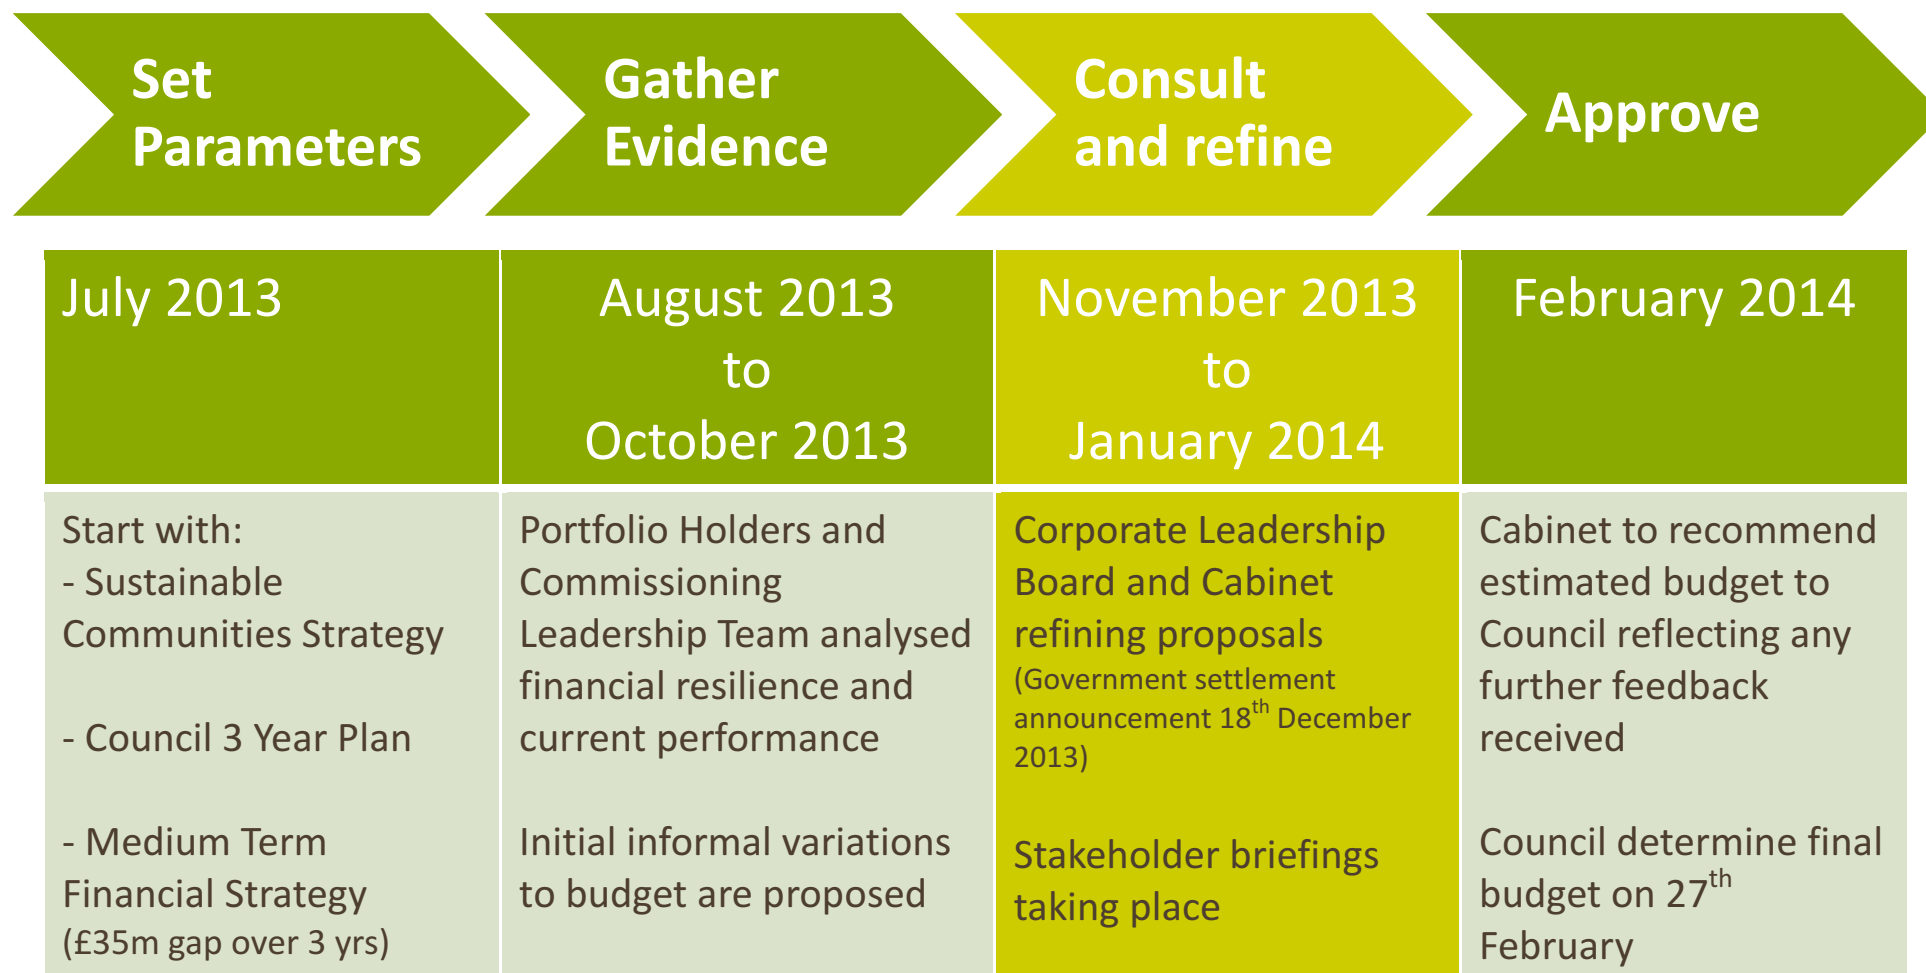 Set
Parameters
Gather
Evidence
Consult
and refine
Approve
July 2013
August 2013
to
October 2013
November 2013
to
January 2014
February 2014
Start with:
- Sustainable
Communities Strategy
- Council 3 Year Plan
- Medium Term
Financial Strategy
(£35m gap over 3 yrs)
Portfolio Holders and
Commissioning
Leadership Team analysed
financial resilience and
current performance
Initial informal variations
to budget are proposed
Corporate Leadership
Board and Cabinet
refining proposals
(Government settlement
announcement 18th December
2013)
Stakeholder briefings
taking place
Cabinet to recommend
estimated budget to
Council reflecting any
further feedback
received
Council determine final
budget on 27th
February